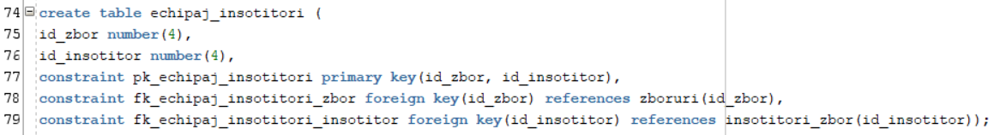 74 create table echipaj_insotitori (
75 id_zbor number(4),
76 id_insotitor number(4),
77 constraint pk_echipaj_insotitori primary key(id_zbor, id_insotitor),
78 constraint fk_echipaj_insotitori_zbor foreign key(id_zbor) references zboruri(id_zbor),
79 constraint fk_echipaj_insotitori_insotitor foreign key(id_insotitor) references insotitori_zbor(id_insotitor));